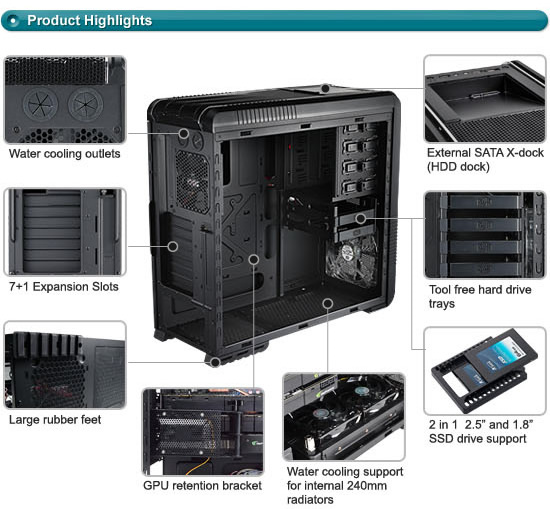 Product Highlights
Water cooling outlets
External SATA X-dock
(HDD dock)
7+1 Expansion Slots
Tool free hard drive
trays
Large rubber feet
2 in 1 2.5” and 1.8”
SSD drive support
GPU retention bracket
Water cooling support
for internal 240mm
radiators